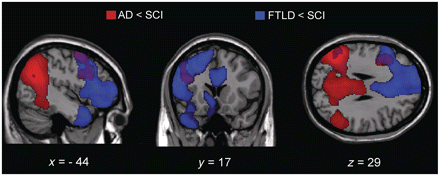 AD < SCI FTLD < SCI
x = - 44 y = 17 z = 29